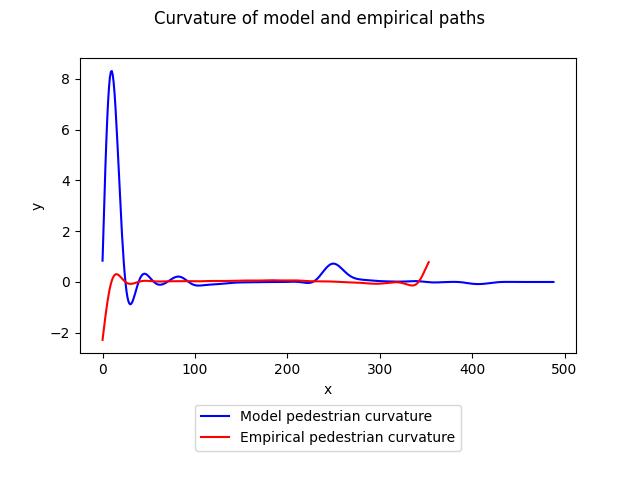 Curvature of model and empirical paths
8
6
4
2
0
−2
y
0 100 200 300 400 500
x
Model pedestrian curvature
Empirical pedestrian curvature